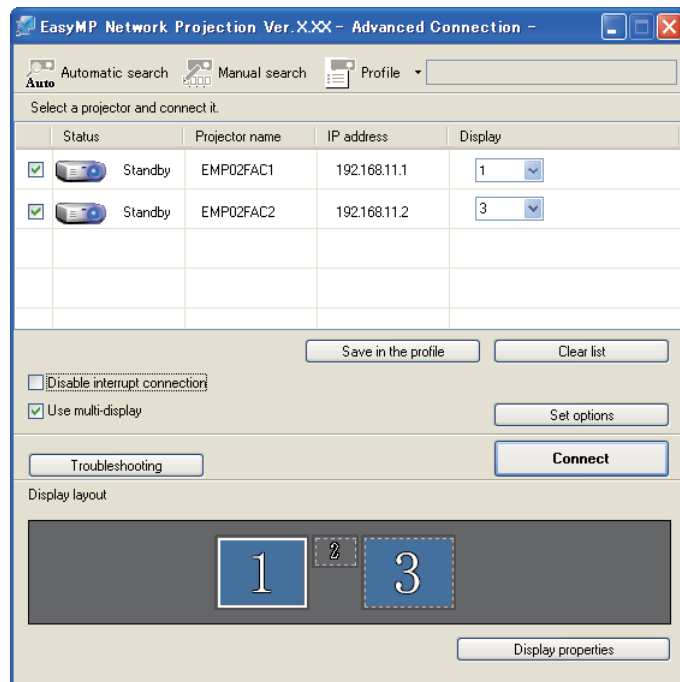 EasyMP Network Projection Ver.X.XX - Advanced Connection -
Auto Automatic search Manual search Profile
Select a projector and connect it.
Status Projector name IP address Display
Standby EMP02FAC1 192.168.11.1 1
Standby EMP02FAC2 192.168.11.2 3
Save in the profile Clear list
Disable interrupt connection
Use multi-display Set options
Troubleshooting Connect
Display layout
1 2 3
Display properties